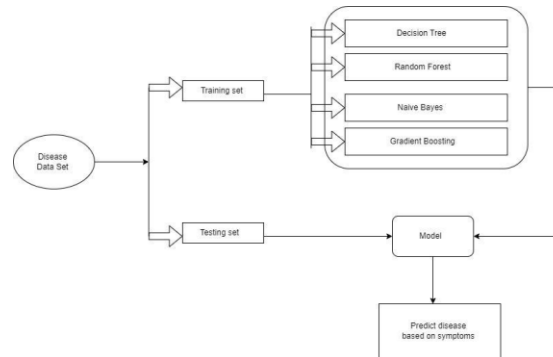 Decision Tree
Random Forest
Training set
Naive Bayes
Gradient Boosting
Disease
Data Set
Testing set
Model
Predict disease
based on symptoms